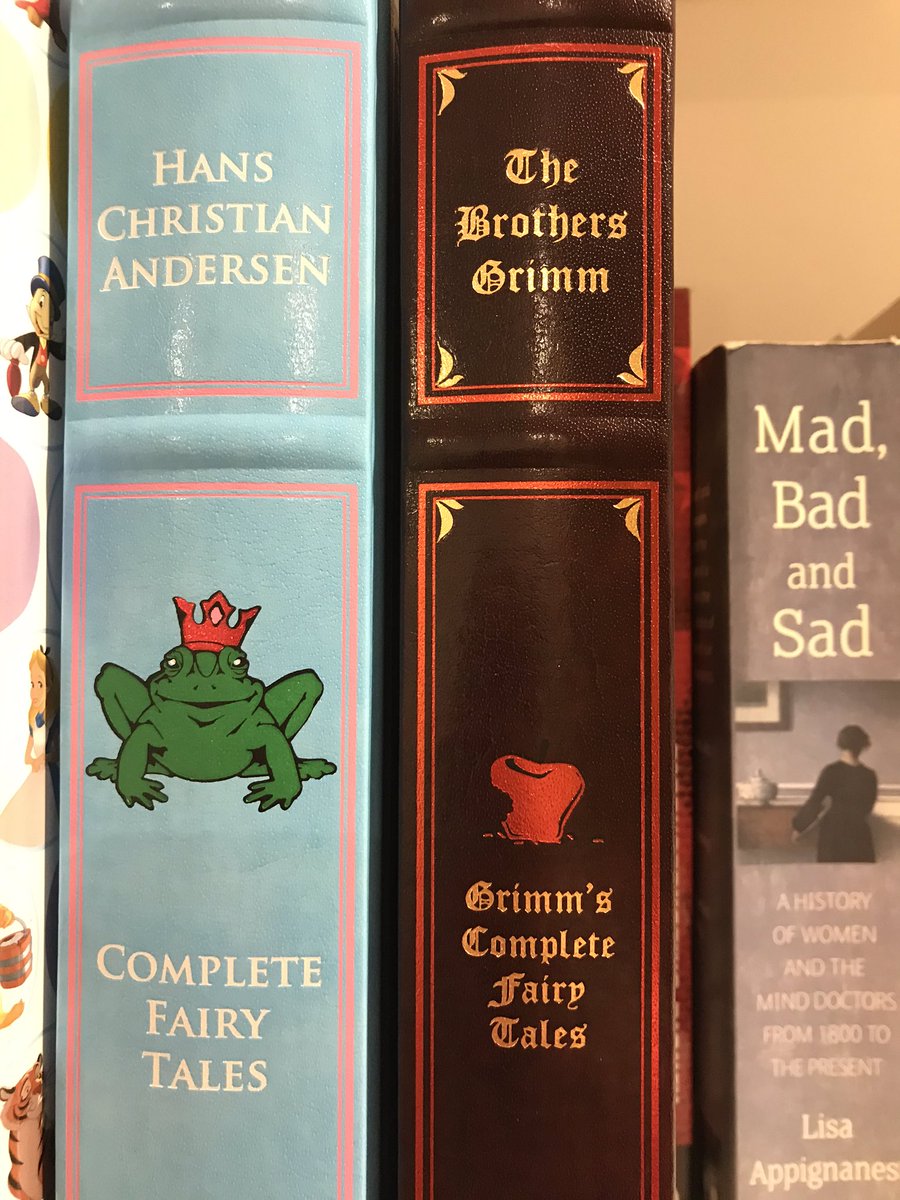 HANS
CHRISTIAN
ANDERSEN
COMPLETE
FAIRY
TALES
The
Brothers
Grimm
Grimm's
Complete
Fairy
Tales
Mad,
Bad
and
Sad
A HISTORY
OF WOMEN
AND THE
MIND DOCTORS
FROM 1800 TO
THE PRESENT
Lisa
Appignanes